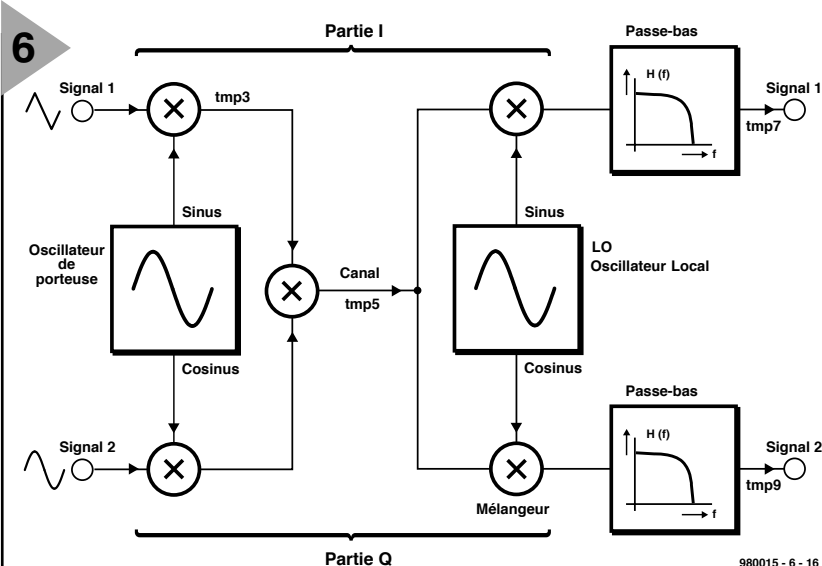 6
Partie I
Passe-bas
Signal 1
tmp3
H (f)
f
Signal 1
tmp7
Sinus
Sinus
Oscillateur
de
porteuse
Canal
tmp5
LO
Oscillateur Local
Cosinus
Cosinus
Passe-bas
Signal 2
H (f)
f
Signal 2
tmp9
Mélangeur
Partie Q
980015 - 6 - 16